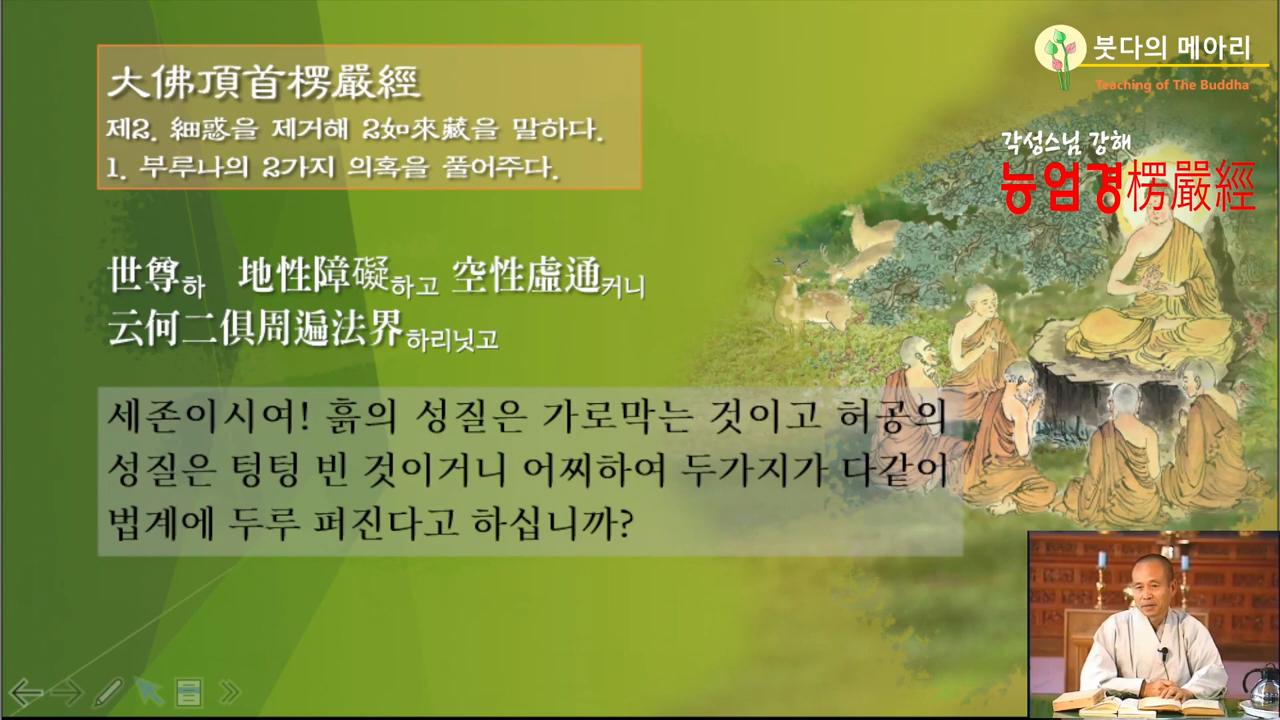 大佛頂首楞嚴經
제2. 細惑을 제거해 2如來藏을 말하다.
1. 부루나의 2가지 의혹을 풀어주다.
世尊하 地性障礙하고 空性虛通커니
云何二俱周遍法界하리닛고
세존이시여! 흙의 성질은 가로막는 것이고 허공의
성질은 텅텅 빈 것이거니 어찌하여 두가지가 다같이
법계에 두루 퍼진다고 하십니까?
붓다의 메아리
Teaching of The Buddha
각성스님 강해
능엄경楞嚴經